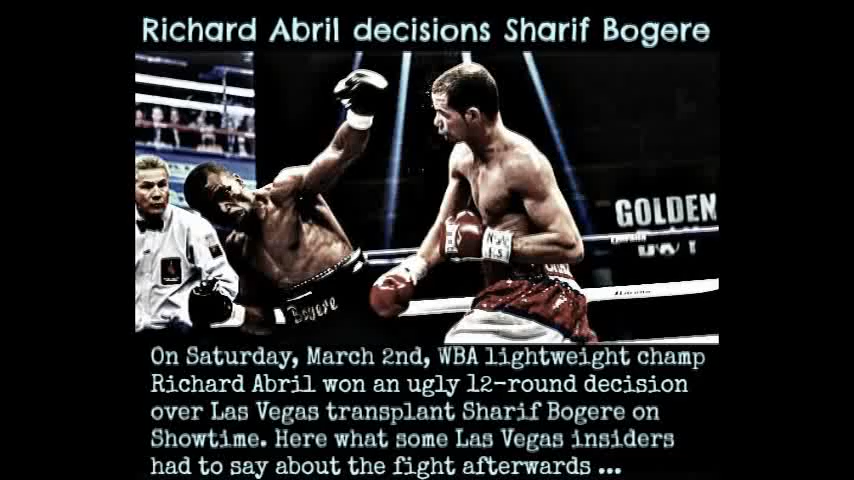 Richard Abril decisions Sharif Bogere
GOLDEN
Bogere
On Saturday, March 2nd, WBA lightweight champ
Richard Abril won an ugly 12-round decision
over Las Vegas transplant Sharif Bogere on
Showtime. Here what some Las Vegas insiders
had to say about the fight afterwards ...